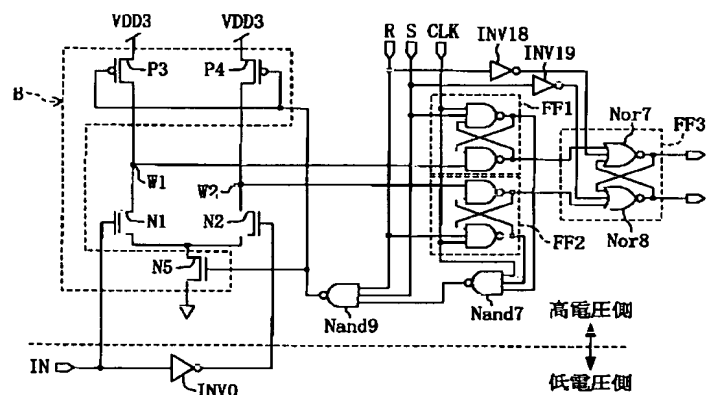 VDD3 VDD3
R S CLK INV18
INV19
P3 P4
B
FF1
Nor7
FF3
W1 W2
N1 N2
FF2
Nor8
N5
Nand9 Nand7
高電圧側
IN
INV0
低電圧側